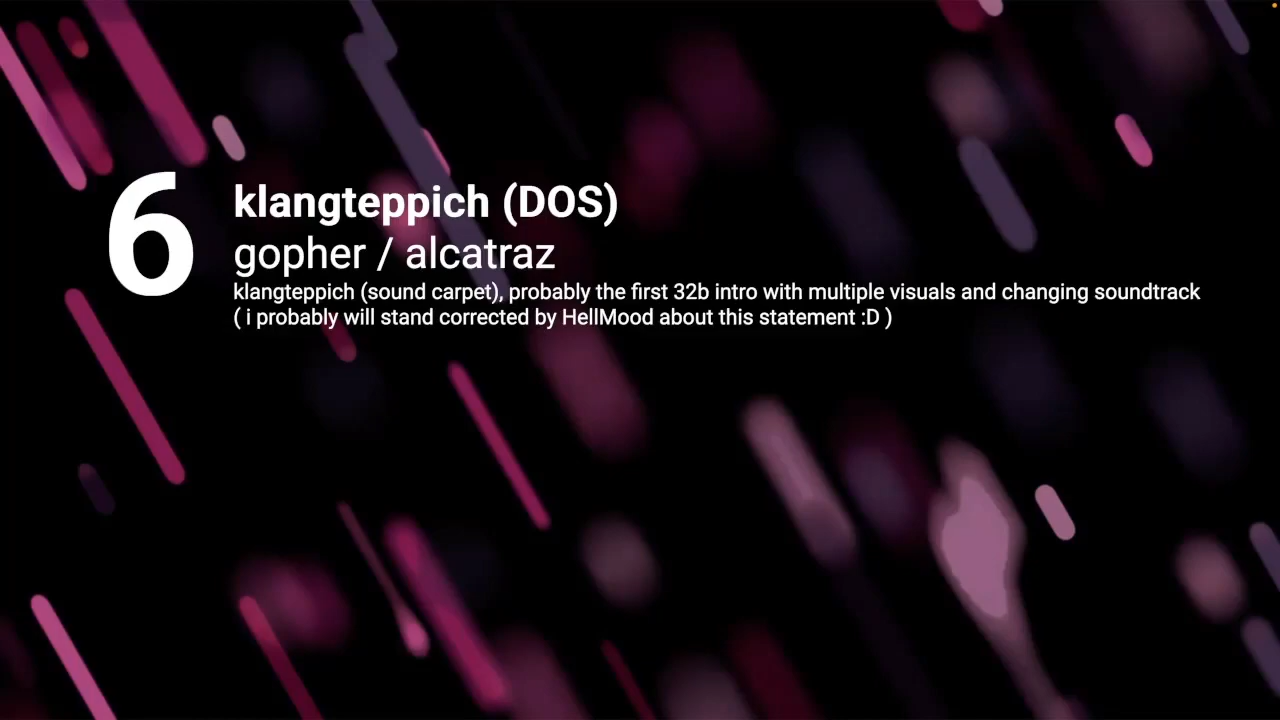 6
klangteppich (DOS)
gopher / alcatraz
klangteppich (sound carpet), probably the first 32b intro with multiple visuals and changing soundtrack
( i probably will stand corrected by HellMood about this statement :D )